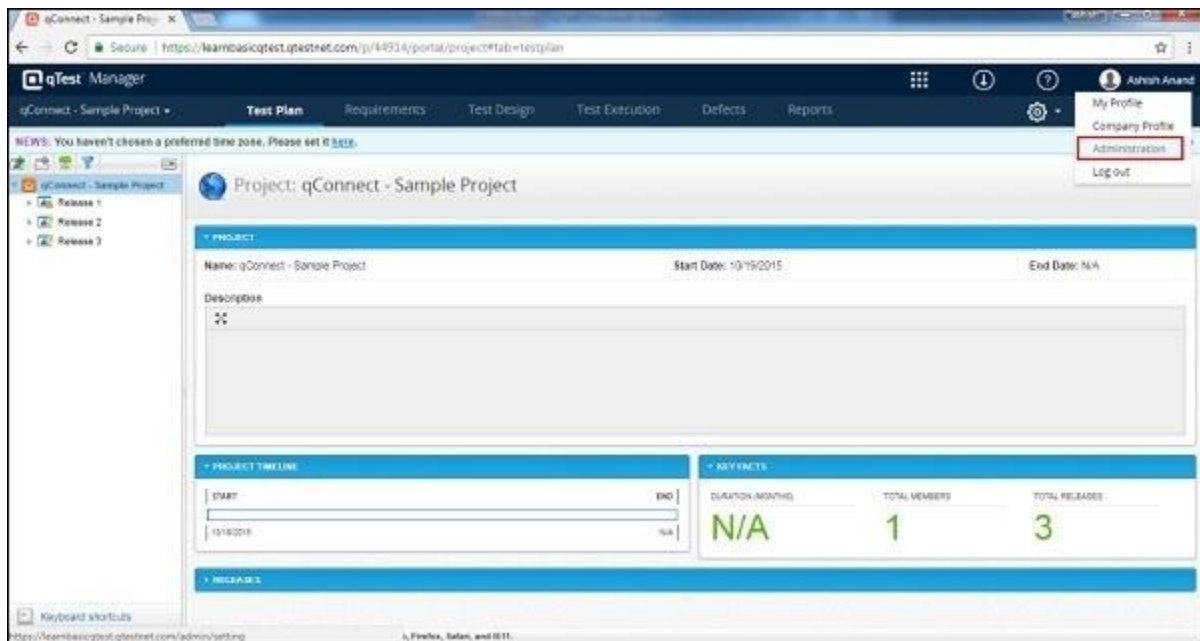 qConnect - Sample Proj
Secure | https://learnbasicqtest.qtestnet.com/p/44914/portal/project#tab=testplan
qTest Manager
Ashish Anand
qConnect - Sample Project
Test Plan
Requirements
Test Design
Test Execution
Defects
Reports
My Profile
Company Profile
Administration
Log out
NEWS: You haven't chosen a preferred time zone. Please set it here.
qConnect - Sample Project
Release 1
Release 2
Release 3
Project: qConnect - Sample Project
PROJECT
Name: qConnect - Sample Project
Start Date: 10/19/2015
End Date: N/A
Description
PROJECT TIMELINE
START
END
10/19/2015
N/A
KEY FACTS
DURATION (MONTHS)
TOTAL MEMBERS
TOTAL RELEASES
N/A
1
3
RELEASES
Keyboard shortcuts
https://learnbasicqtest.qtestnet.com/admin/setting
, Firefox, Safari, and IE11.